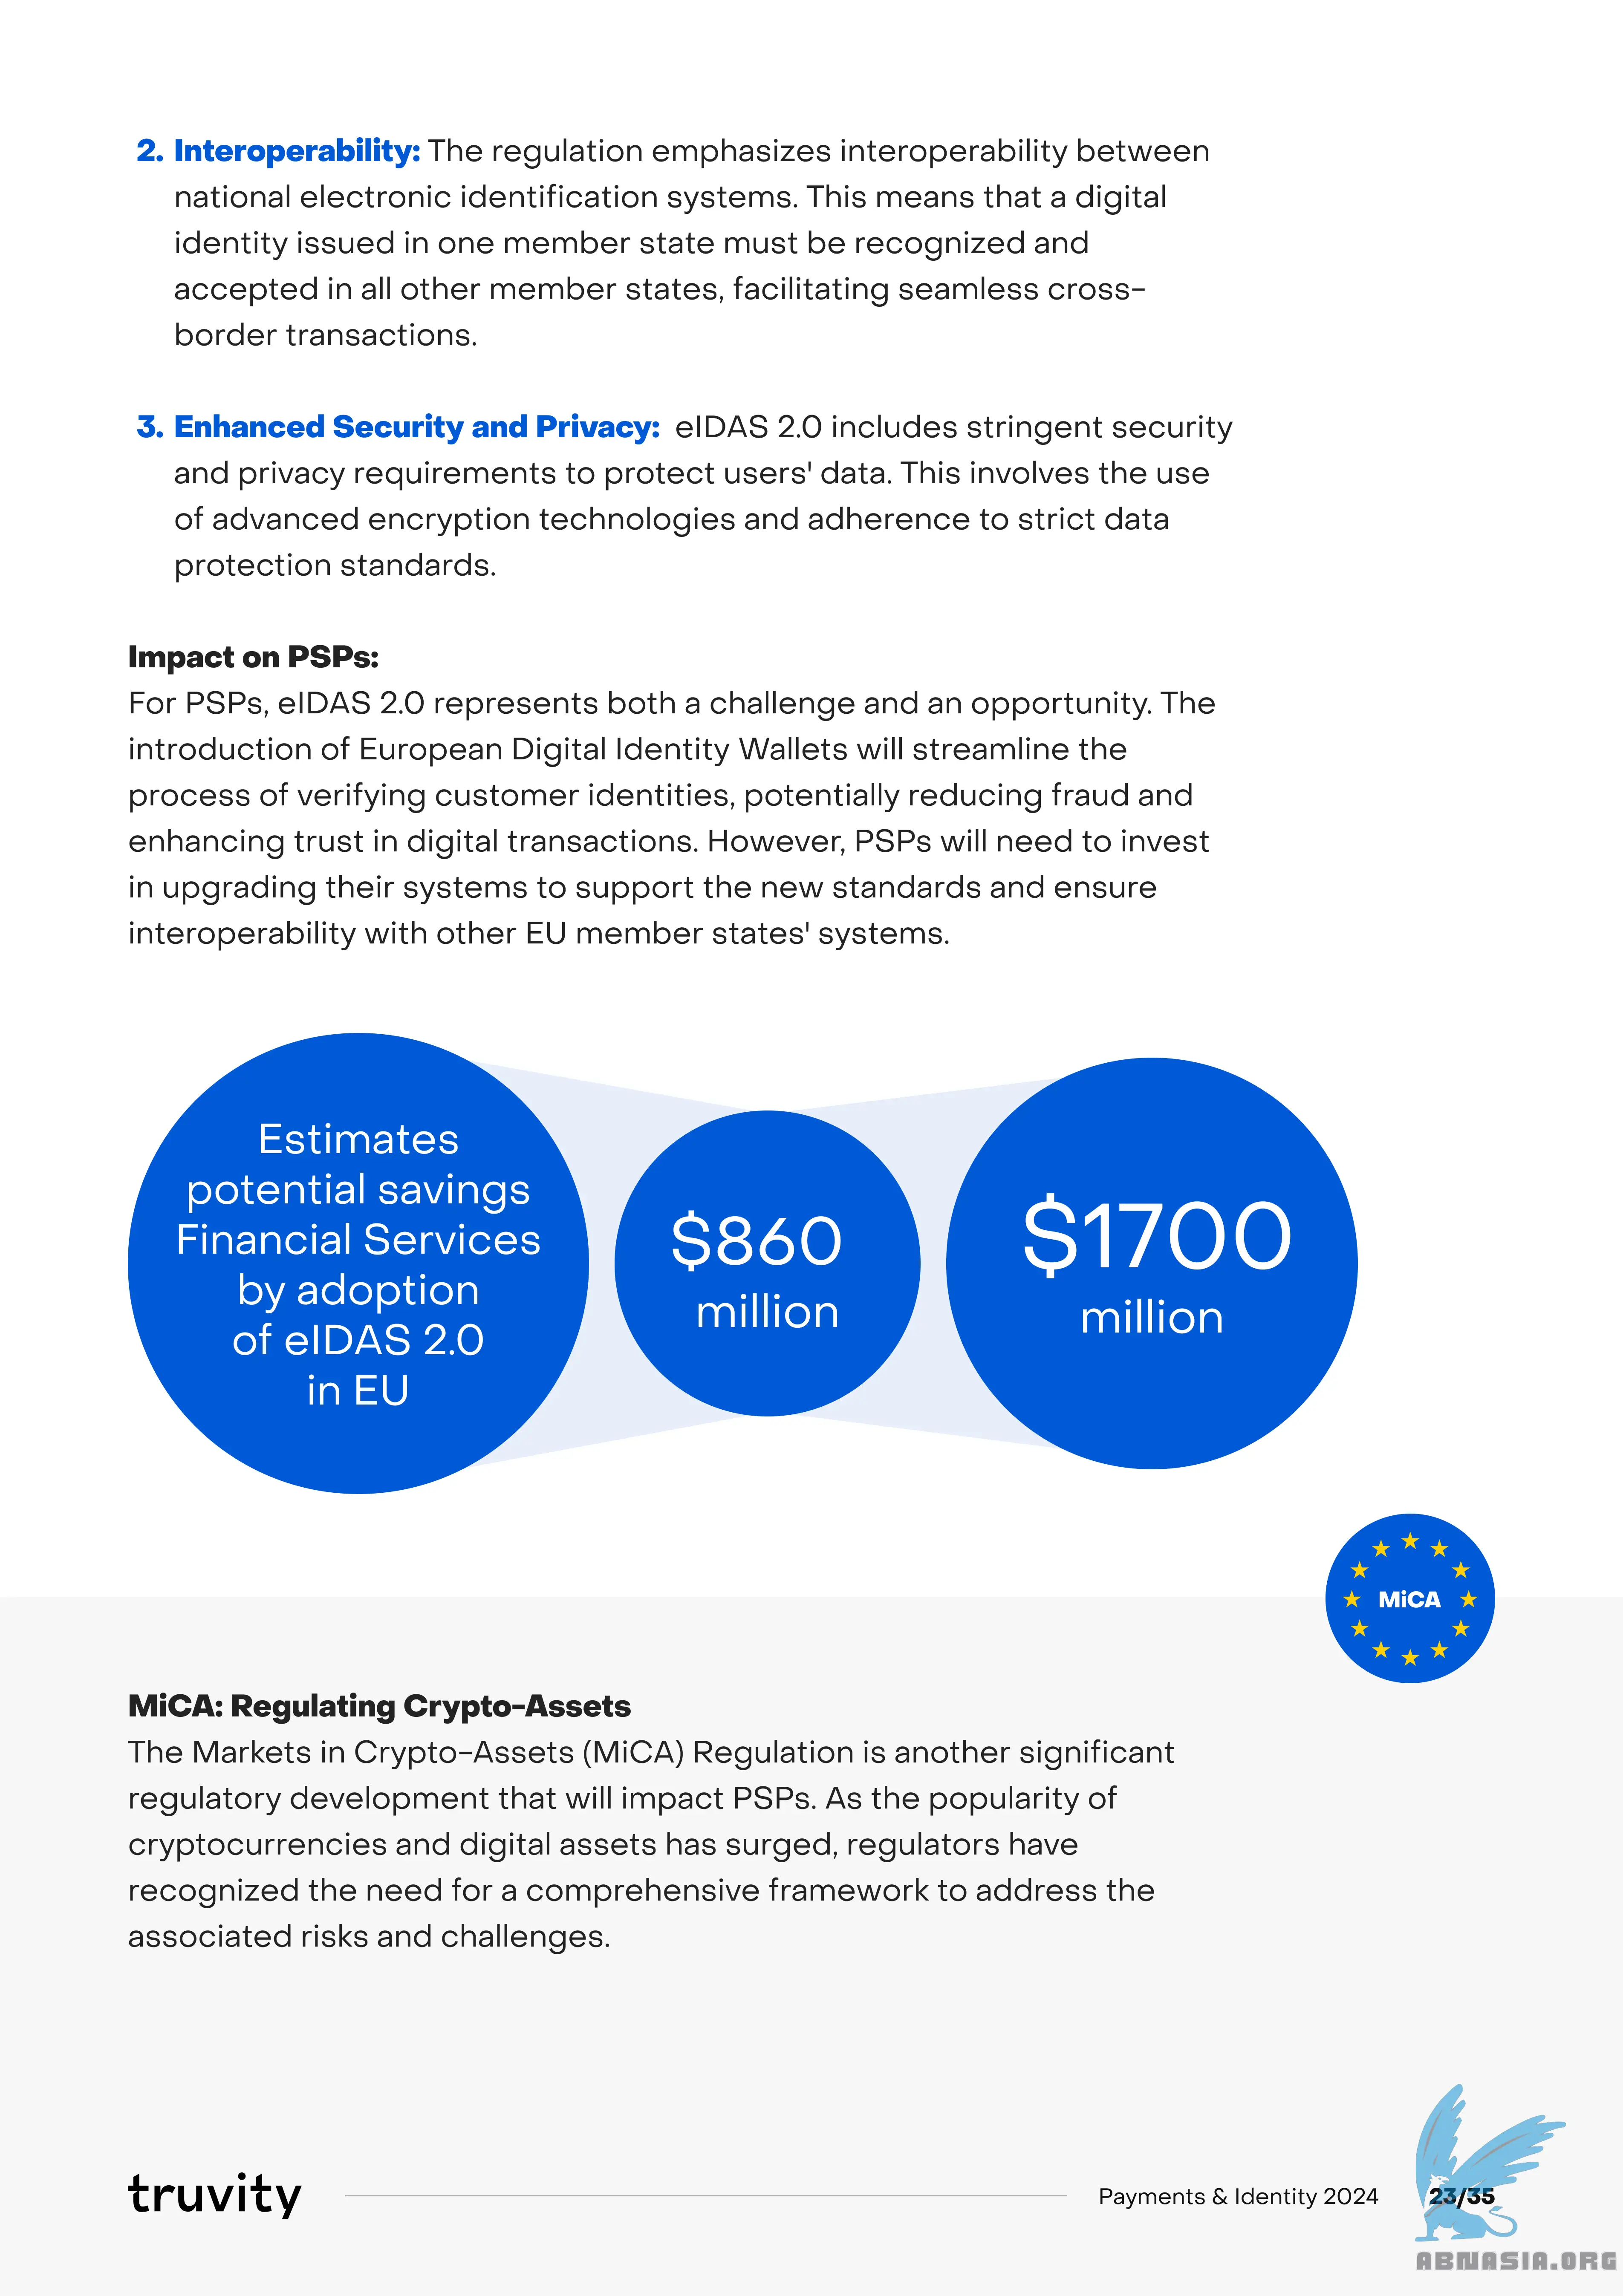 2. Interoperability: The regulation emphasizes interoperability between
national electronic identification systems. This means that a digital
identity issued in one member state must be recognized and
accepted in all other member states, facilitating seamless cross-
border transactions.
3. Enhanced Security and Privacy: eIDAS 2.0 includes stringent security
and privacy requirements to protect users' data. This involves the use
of advanced encryption technologies and adherence to strict data
protection standards.
Impact on PSPs:
For PSPs, eIDAS 2.0 represents both a challenge and an opportunity. The
introduction of European Digital Identity Wallets will streamline the
process of verifying customer identities, potentially reducing fraud and
enhancing trust in digital transactions. However, PSPs will need to invest
in upgrading their systems to support the new standards and ensure
interoperability with other EU member states' systems.
Estimates
potential savings
Financial Services
by adoption
of eIDAS 2.0
in EU
$860
million
$1700
million
MiCA
MiCA: Regulating Crypto-Assets
The Markets in Crypto-Assets (MiCA) Regulation is another significant
regulatory development that will impact PSPs. As the popularity of
cryptocurrencies and digital assets has surged, regulators have
recognized the need for a comprehensive framework to address the
associated risks and challenges.
truvity
Payments & Identity 2024
23/35
ABNASIA.ORG